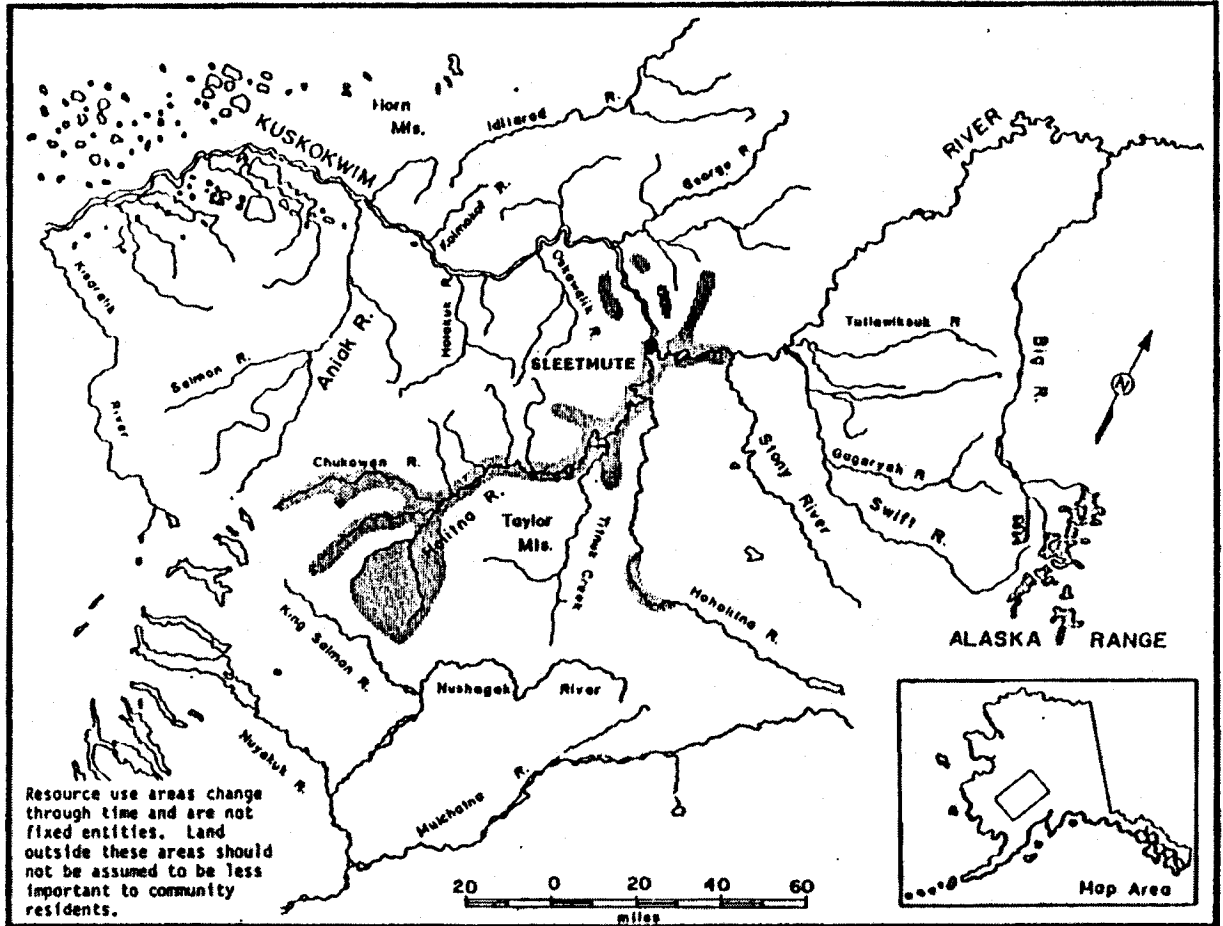 Horn
Mts.
Iditarod R.
KUSKOKWIM
RIVER
George R.
Kolmakof R.
Kisaralik
River
Oskawalik R.
Holokuk R.
Aniak R.
Salmon R.
SLEETMUTE
Tatlawiksuk R.
Big R.
N
Chukowan R.
Holitna R.
Taylor
Mts.
Titnuk Creek
Stony River
Gagaryah R.
Swift R.
Hoholitna R.
ALASKA RANGE
King Salmon R.
Nushagak River
Nuyakuk R.
Mulchatna R.
Resource use areas change
through time and are not
fixed entities. Land
outside these areas should
not be assumed to be less
important to community
residents.
20 0 20 40 60
miles
Map Area